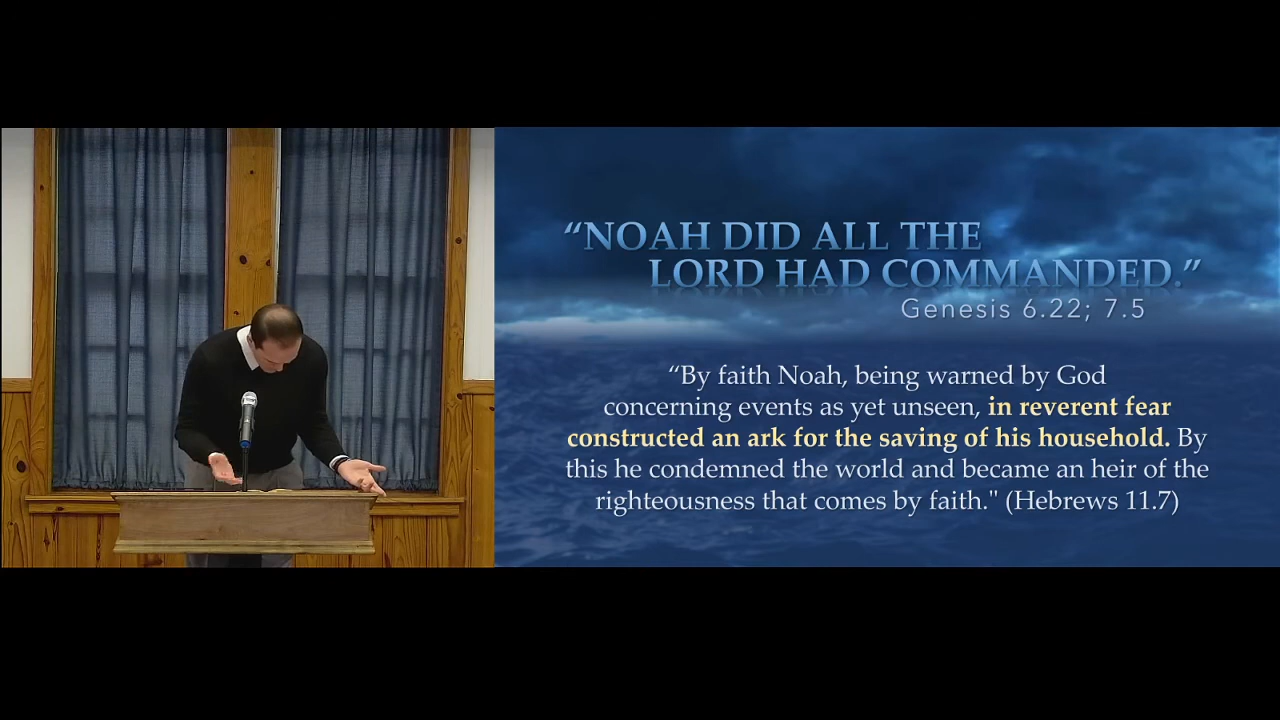 “NOAH DID ALL THE
LORD HAD COMMANDED.”
Genesis 6.22; 7.5
“By faith Noah, being warned by God
concerning events as yet unseen, in reverent fear
constructed an ark for the saving of his household. By
this he condemned the world and became an heir of the
righteousness that comes by faith." (Hebrews 11.7)